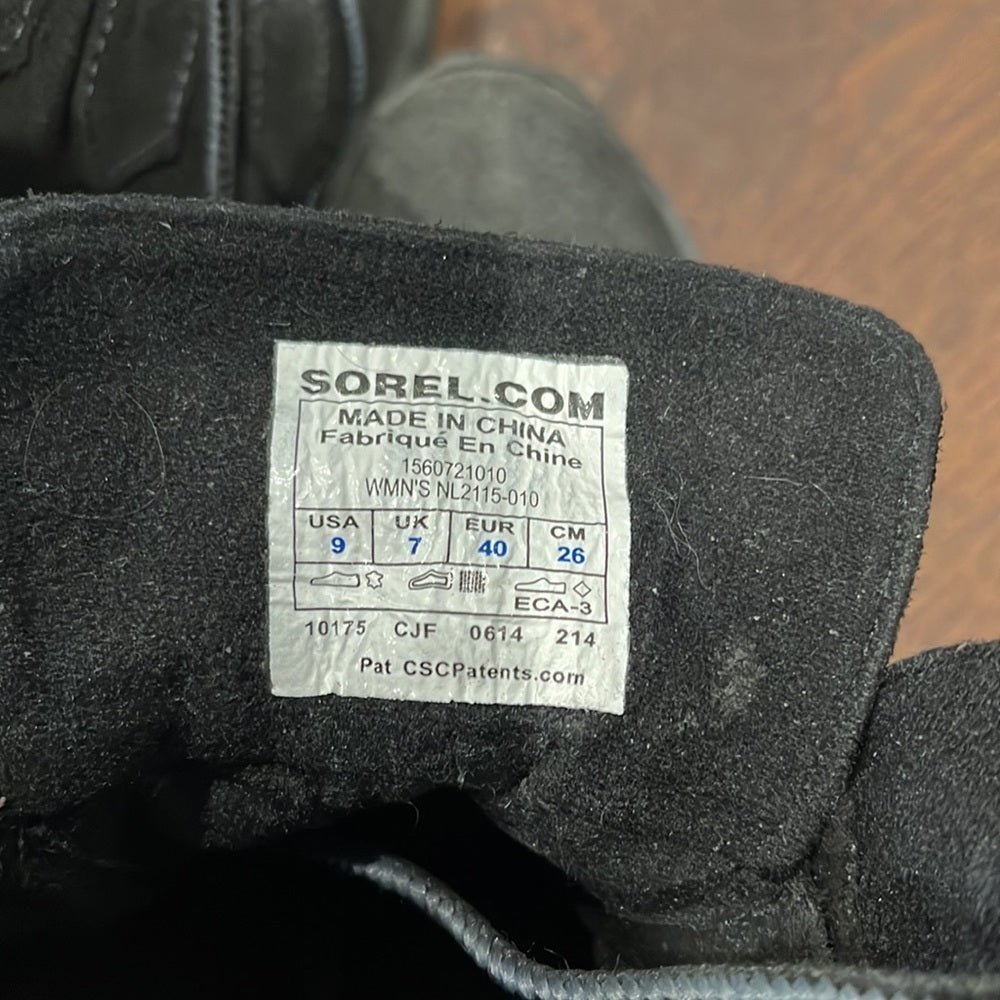 SOREL.COM
MADE IN CHINA
Fabriqué En Chine
1560721010
WMN'S NL2115-010
USA UK EUR CM
9 7 40 26
ECA-3
10175 CJF 0614 214
Pat CSCPatents.com